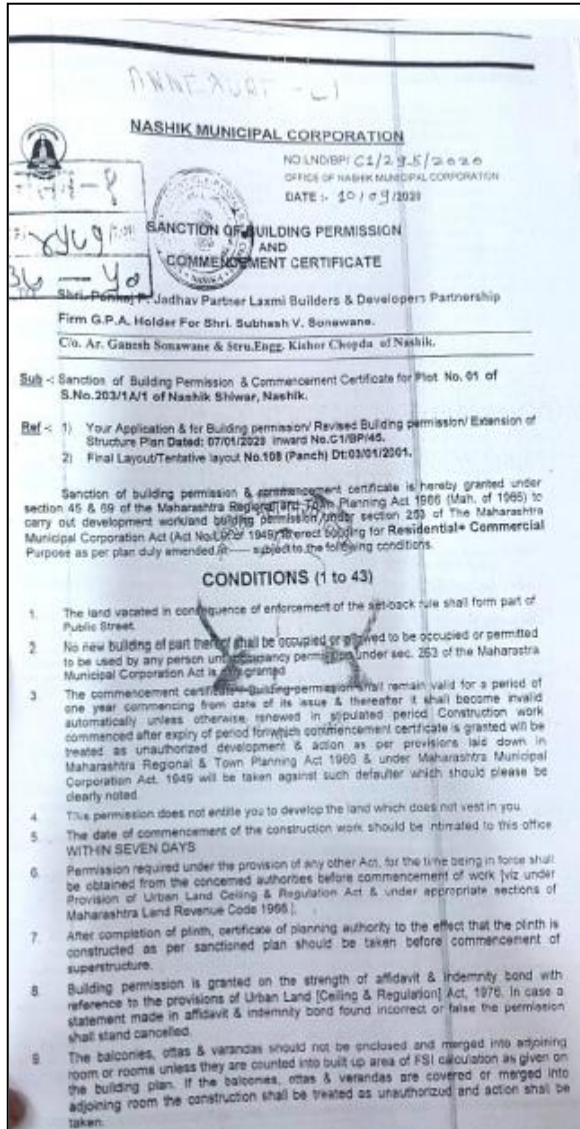 NASHIK MUNICIPAL CORPORATION
NO.LND/BP/ C1/295/2020
OFFICE OF NASHIK MUNICIPAL CORPORATION
DATE :- 10/09/2020
SANCTION OF BUILDING PERMISSION
AND
COMMENCEMENT CERTIFICATE
Shri. Pankaj P. Jadhav Partner Laxmi Builders & Developers Partnership
Firm G.P.A. Holder For Shri. Subhash V. Sonawane.
C/o. Ar. Ganesh Sonawane & Stru.Engg. Kishor Chopda of Nashik.
Sub -: Sanction of Building Permission & Commencement Certificate for Plot No. 01 of
S.No.203/1A/1 of Nashik Shiwar, Nashik.
Ref -: 1) Your Application & for Building permission/ Revised Building permission/ Extension of
Structure Plan Dated: 07/01/2020 Inward No.C1/BP/45.
2) Final Layout/Tentative layout No.108 (Panch) Dt:03/01/2001.
Sanction of building permission & commencement certificate is hereby granted under
section 45 & 69 of the Maharashtra Regional and Town Planning Act 1966 (Mah. of 1966) to
carry out development work/and building permission under section 253 of The Maharashtra
Municipal Corporation Act (Act of 1949) to erect building for Residential+ Commercial
Purpose as per plan duly amended subject to the following conditions.
CONDITIONS (1 to 43)
1. The land vacated in consequence of enforcement of the set-back rule shall form part of
Public Street.
2. No new building of part thereof shall be occupied or allowed to be occupied or permitted
to be used by any person until occupancy permission under sec. 263 of the Maharastra
Municipal Corporation Act is granted
3. The commencement certificate / Building permission shall remain valid for a period of
one year commencing from date of its issue & thereafter it shall become invalid
automatically unless otherwise renewed in stipulated period Construction work
commenced after expiry of period for which commencement certificate is granted will be
treated as unauthorized development & action as per provisions laid down in
Maharashtra Regional & Town Planning Act 1966 & under Maharashtra Municipal
Corporation Act. 1949 will be taken against such defaulter which should please be
clearly noted.
4. This permission does not entitle you to develop the land which does not vest in you.
5. The date of commencement of the construction work should be intimated to this office
WITHIN SEVEN DAYS
6. Permission required under the provision of any other Act, for the time being in force shall
be obtained from the concerned authorities before commencement of work [viz under
Provision of Urban Land Ceiling & Regulation Act & under appropriate sections of
Maharashtra Land Revenue Code 1966.].
7. After completion of plinth, certificate of planning authority to the effect that the plinth is
constructed as per sanctioned plan should be taken before commencement of
superstructure.
8. Building permission is granted on the strength of affidavit & indemnity bond with
reference to the provisions of Urban Land [Ceiling & Regulation] Act, 1976. In case a
statement made in affidavit & indemnity bond found incorrect or false the permission
shall stand cancelled.
9. The balconies, ottas & varandas should not be enclosed and merged into adjoining
room or rooms unless they are counted into built up area of FSI calculation as given on
the building plan. If the balconies, ottas & verandas are covered or merged into
adjoining room the construction shall be treated as unauthorized and action shall be
taken.